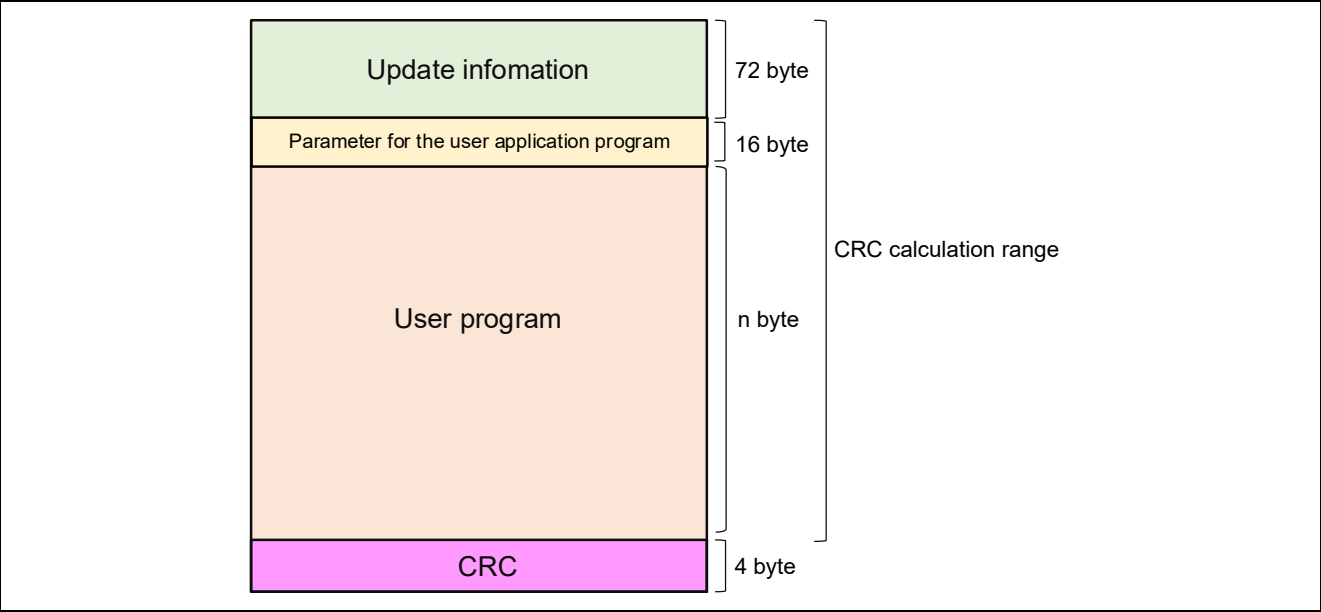 Update infomation
72 byte
Parameter for the user application program
16 byte
CRC calculation range
User program
n byte
CRC
4 byte